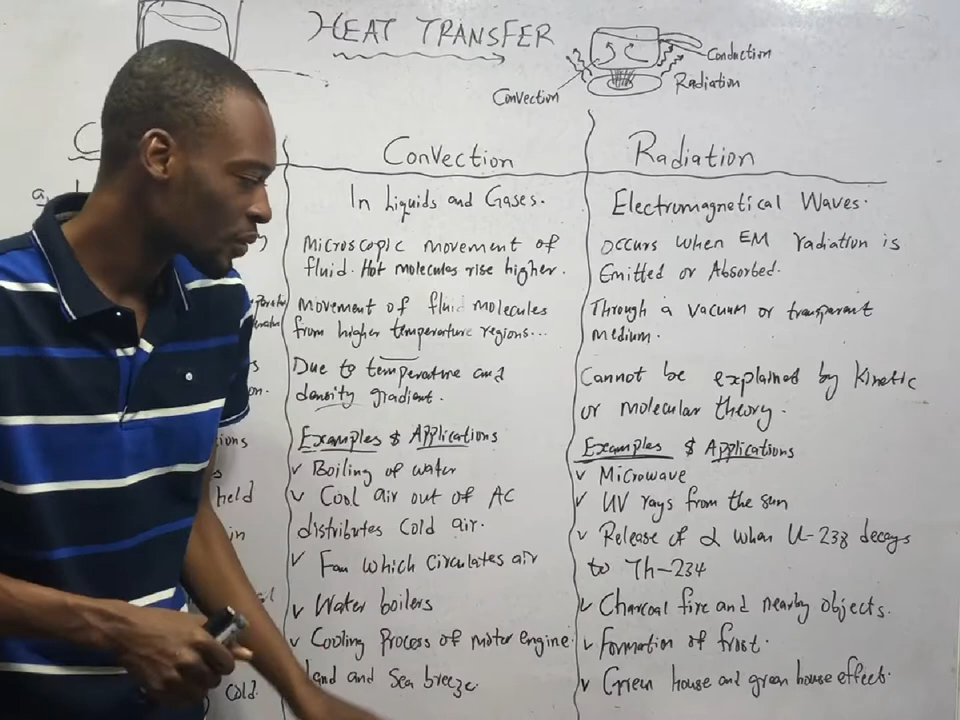 HEAT TRANSFER
Conduction
Radiation
Convection
Convection
Radiation
In Liquids and Gases.
Microscopic movement of
fluid. Hot molecules rise higher.
Movement of fluid molecules
from higher temperature regions...
Due to temperature and
density gradient.
Examples & Applications
✓ Boiling of water
✓ Cool air out of AC
distributes cold air.
✓ Fan which circulates air
✓ Water boilers
✓ Cooling Process of motor engine
Land and Sea breeze.
Electromagnetical Waves.
Occurs when EM radiation is
Emitted or Absorbed.
Through a vacuum or transparent
medium.
Cannot be explained by Kinetic
or molecular theory.
Examples & Applications
✓ Microwave
✓ UV rays from the sun
✓ Release of α when U-238 decays
to Th-234
✓ Charcoal fire and nearby objects.
✓ Formation of frost.
✓ Green house and green house effects.
held
in
cold.